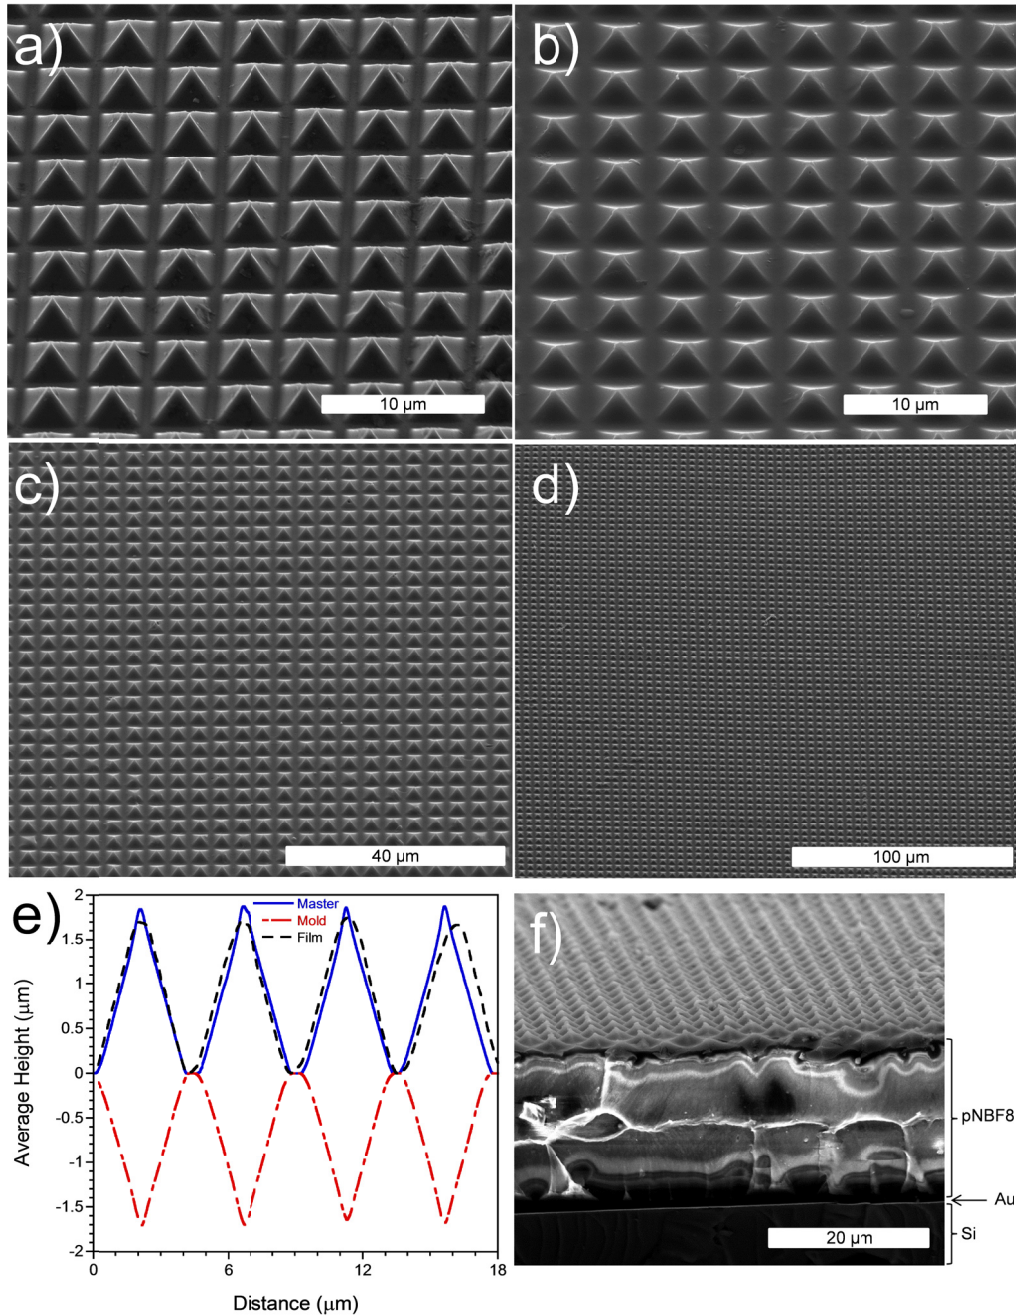 a)
b)
10 µm
10 µm
c)
d)
40 µm
100 µm
e)
Average Height (µm)
2
1.5
1
0.5
0
-0.5
-1
-1.5
-2
Master
Mold
Film
0
6
12
18
Distance (µm)
f)
pNBF8
Au
Si
20 µm